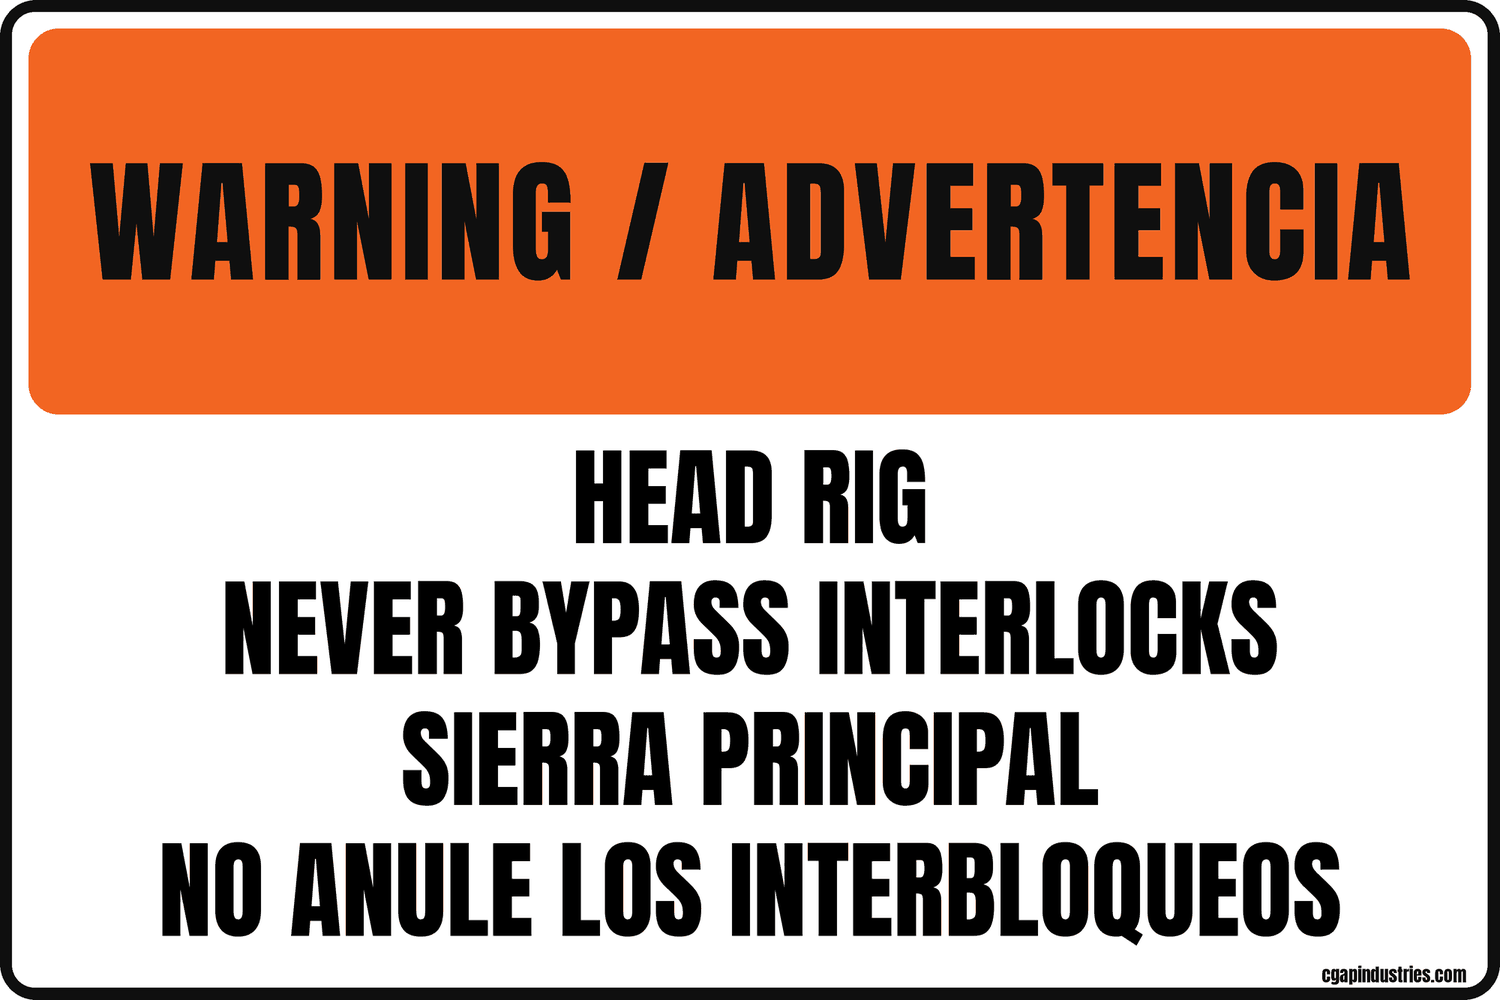 WARNING / ADVERTENCIA
HEAD RIG
NEVER BYPASS INTERLOCKS
SIERRA PRINCIPAL
NO ANULE LOS INTERBLOQUEOS
cgapindustries.com